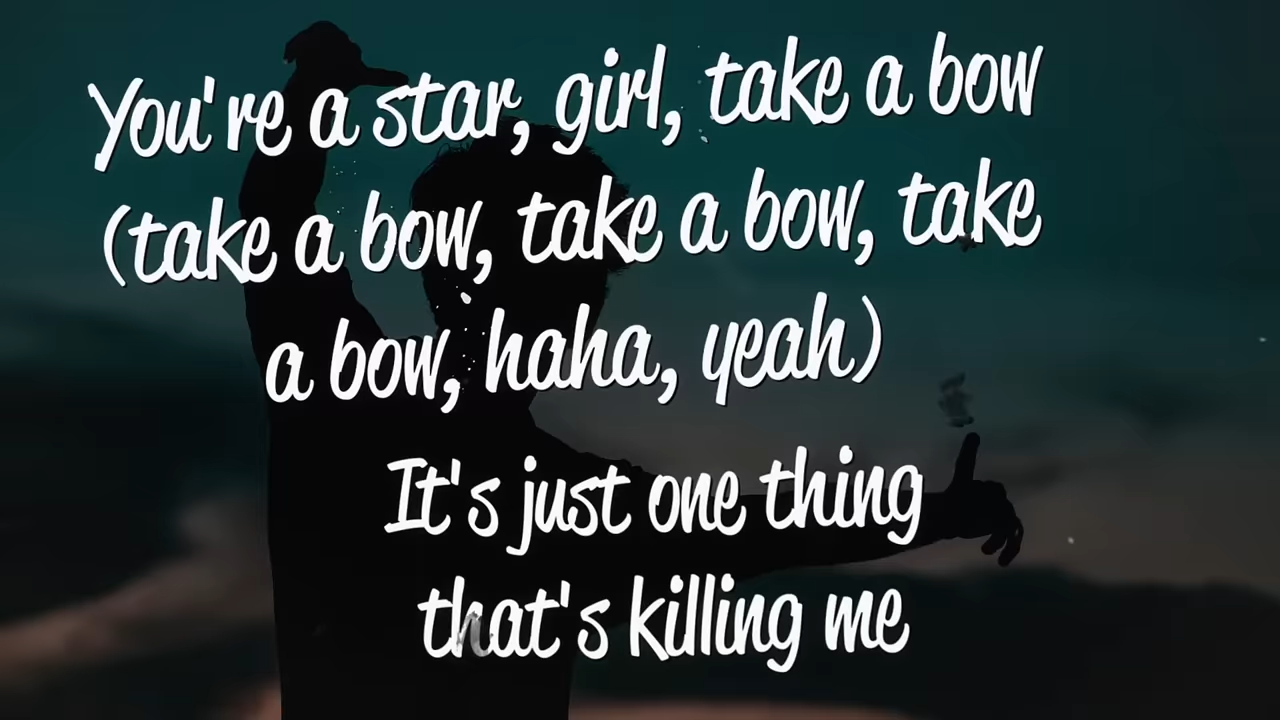 You're a star, girl, take a bow
(take a bow, take a bow, take
a bow, haha, yeah)
It's just one thing
that's killing me